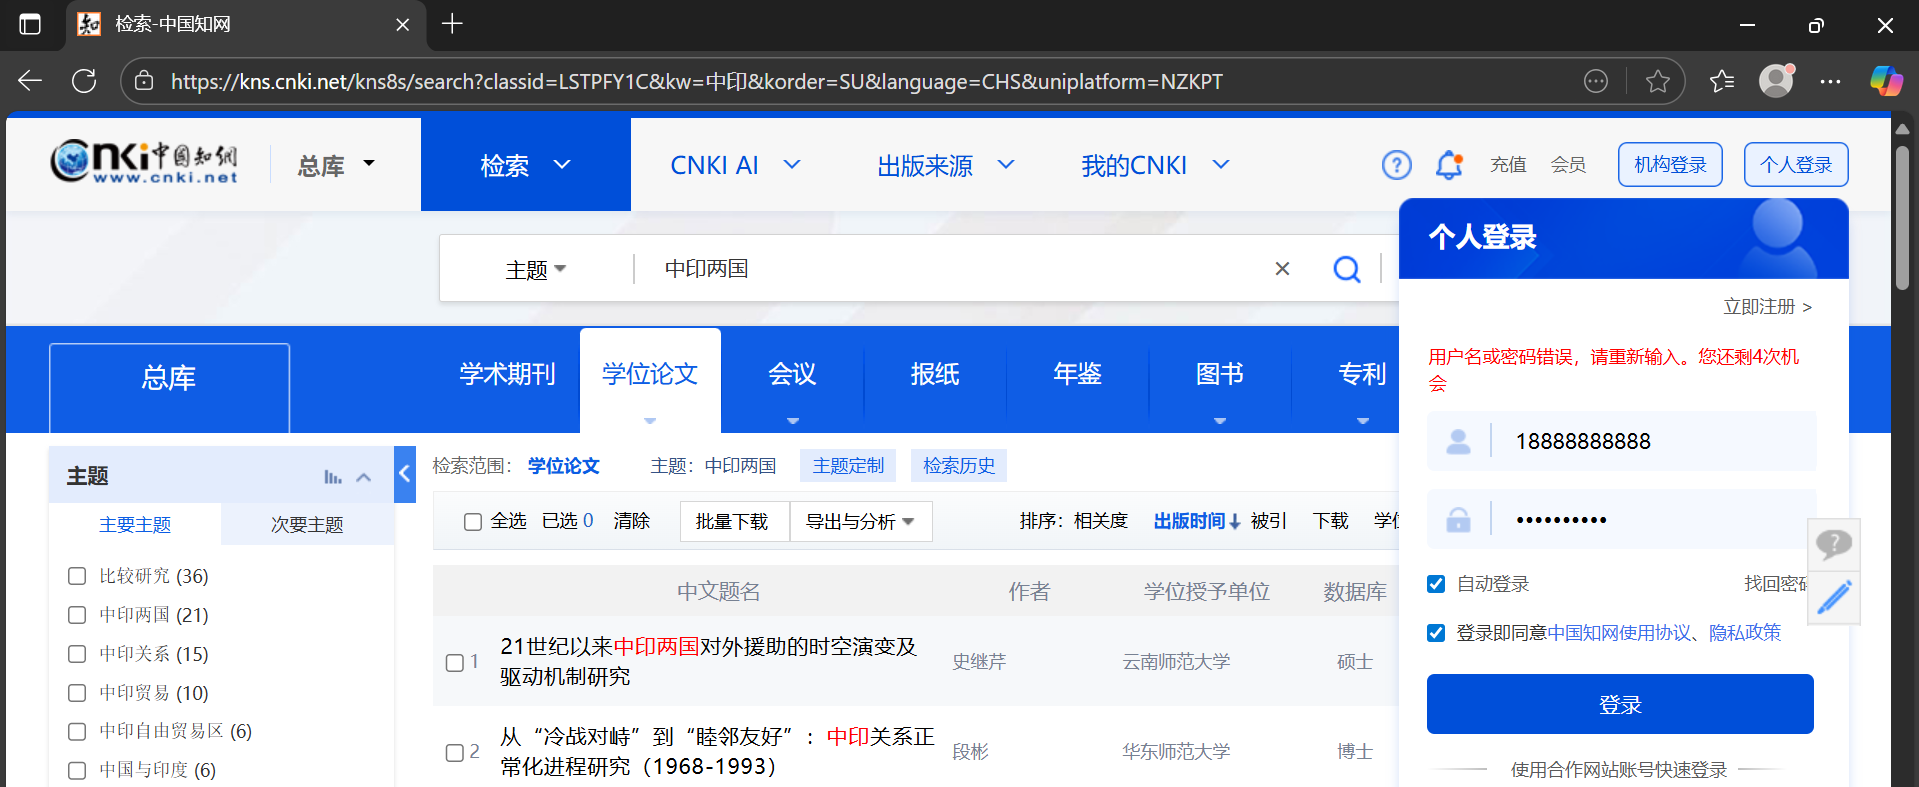 检索-中国知网
https://kns.cnki.net/kns8s/search?classid=LSTPFY1C&kw=中印&korder=SU&language=CHS&uniplatform=NZKPT
cnki中国知网
www.cnki.net
总库
检索
CNKI AI
出版来源
我的CNKI
充值
会员
机构登录
个人登录
主题
中印两国
个人登录
立即注册 >
用户名或密码错误，请重新输入。您还剩4次机
会
18888888888
••••••••••
自动登录
找回密码
登录即同意中国知网使用协议、隐私政策
登录
使用合作网站账号快速登录
总库
学术期刊
学位论文
会议
报纸
年鉴
图书
专利
主题
主要主题
次要主题
比较研究 (36)
中印两国 (21)
中印关系 (15)
中印贸易 (10)
中印自由贸易区 (6)
中国与印度 (6)
检索范围：学位论文 主题：中印两国 主题定制 检索历史
全选 已选 0 清除 批量下载 导出与分析 排序：相关度 出版时间↓ 被引 下载 学位
中文题名 作者 学位授予单位 数据库
1 21世纪以来中印两国对外援助的时空演变及
驱动机制研究
史继芹 云南师范大学 硕士
2 从“冷战对峙”到“睦邻友好”：中印关系正
常化进程研究（1968-1993）
段彬 华东师范大学 博士